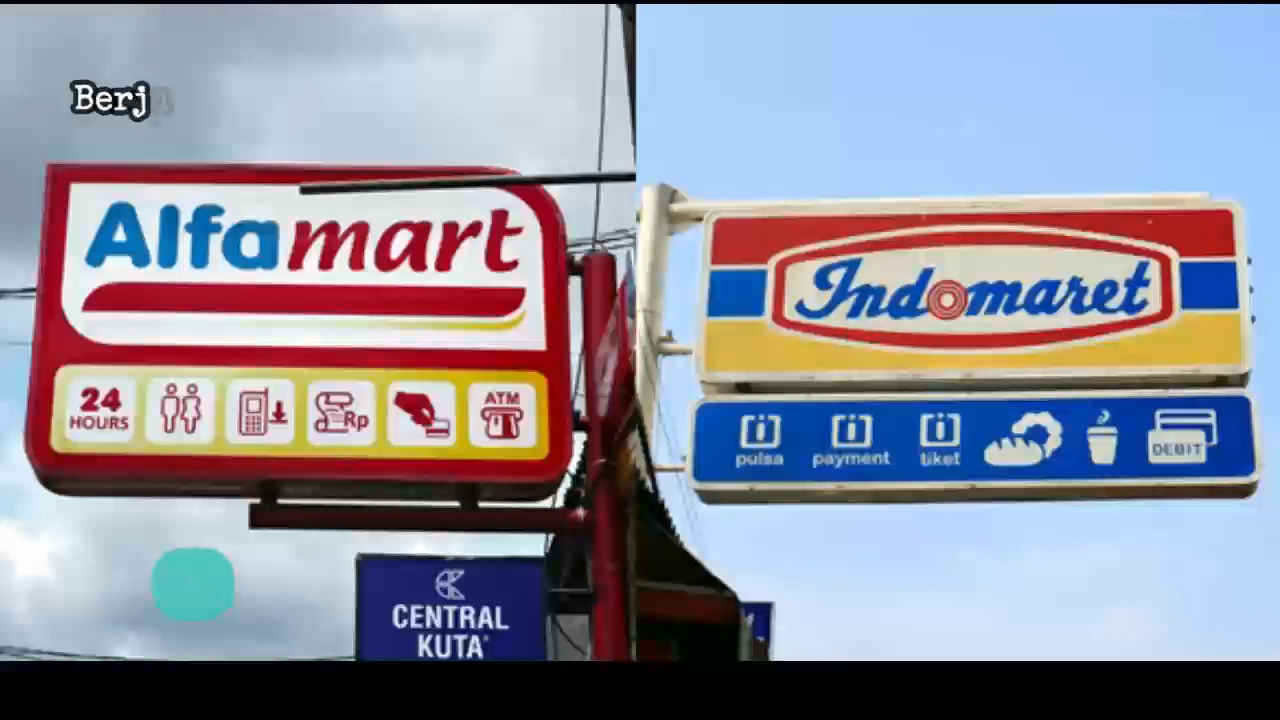 Berj
Alfamart
24
HOURS
Rp
ATM
CENTRAL
KUTA
Indomaret
pulsa
payment
tiket
DEBIT